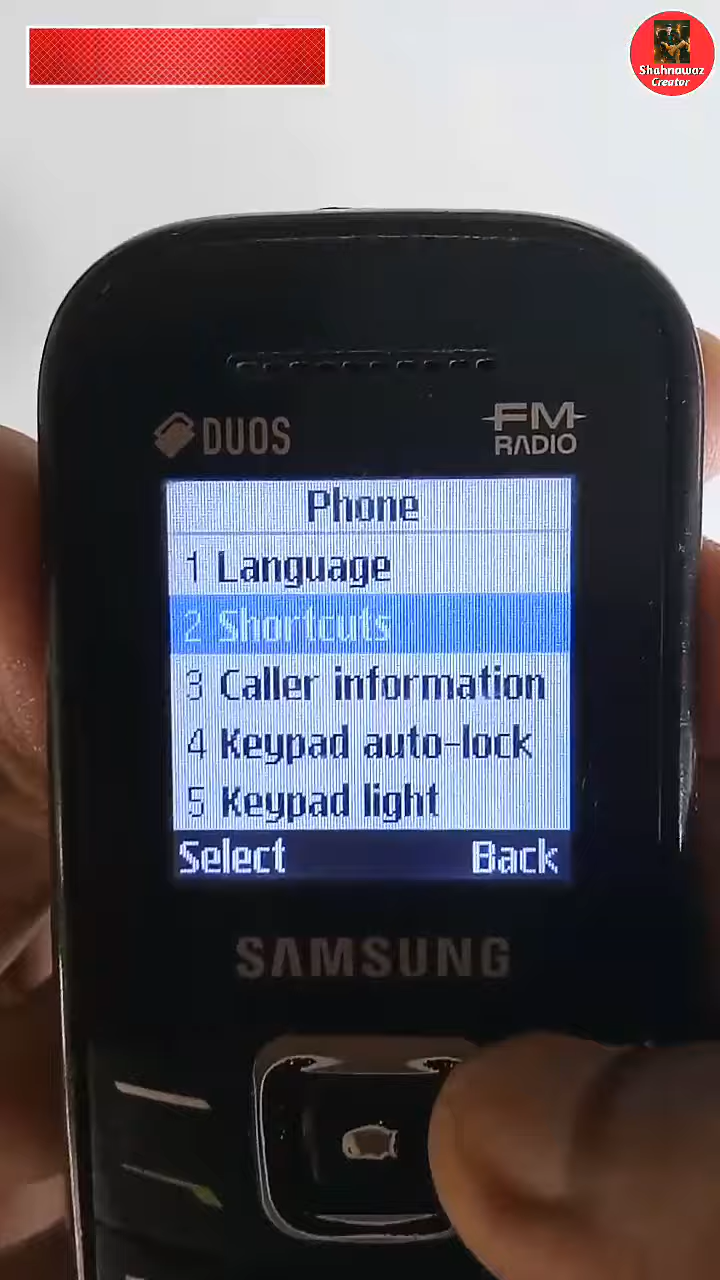 Shahnawaz
Creator
DUOS
FM
RADIO
Phone
1 Language
2 Shortcuts
3 Caller information
4 Keypad auto-lock
5 Keypad light
Select
Back
SAMSUNG